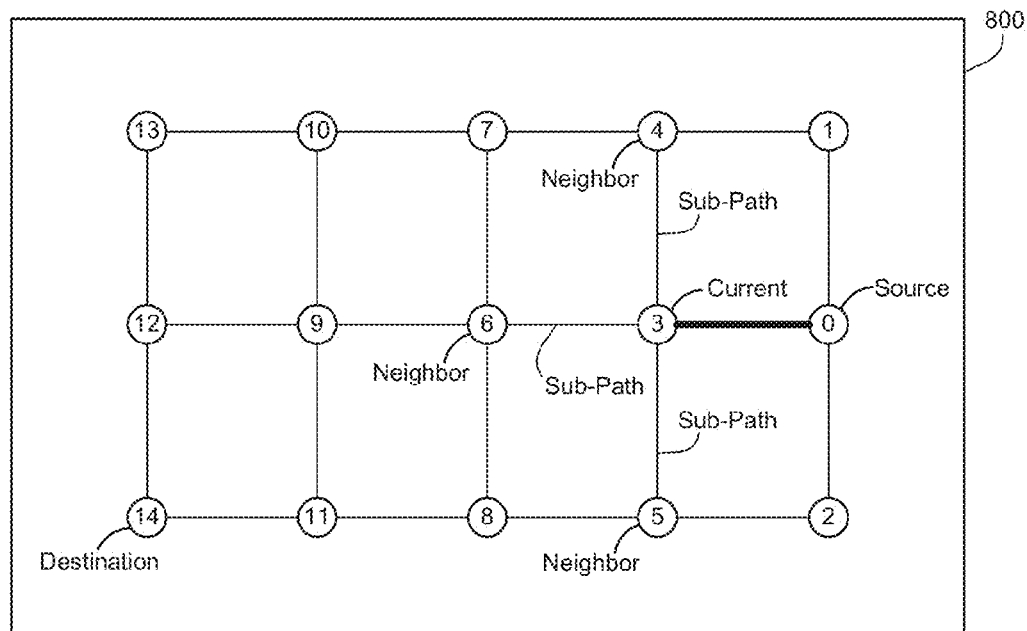 800
13 10 7 4 1
Neighbor
Sub-Path
Current Source
12 9 6 3 0
Neighbor
Sub-Path
Sub-Path
14 11 8 5 2
Destination
Neighbor